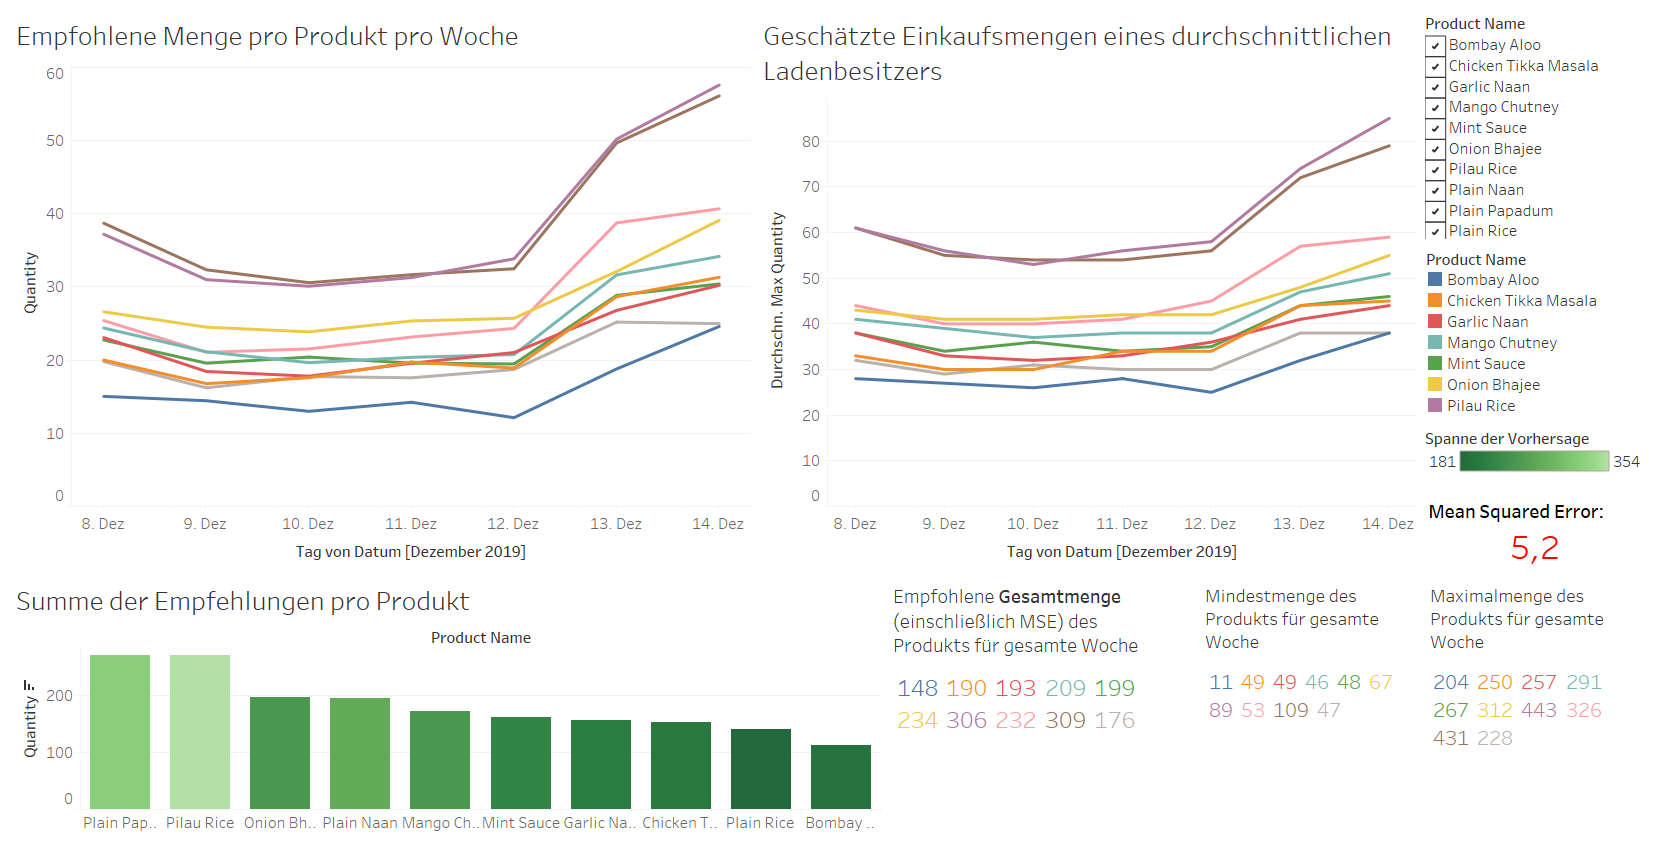 Empfohlene Menge pro Produkt pro Woche
Quantity
60
50
40
30
20
10
0
8. Dez 9. Dez 10. Dez 11. Dez 12. Dez 13. Dez 14. Dez
Tag von Datum [Dezember 2019]
Geschätzte Einkaufsmengen eines durchschnittlichen
Ladenbesitzers
Durchschn. Max Quantity
80
70
60
50
40
30
20
10
0
8. Dez 9. Dez 10. Dez 11. Dez 12. Dez 13. Dez 14. Dez
Tag von Datum [Dezember 2019]
Product Name
Bombay Aloo
Chicken Tikka Masala
Garlic Naan
Mango Chutney
Mint Sauce
Onion Bhajee
Pilau Rice
Plain Naan
Plain Papadum
Plain Rice
Product Name
Bombay Aloo
Chicken Tikka Masala
Garlic Naan
Mango Chutney
Mint Sauce
Onion Bhajee
Pilau Rice
Spanne der Vorhersage
181 354
Mean Squared Error:
5,2
Summe der Empfehlungen pro Produkt
Product Name
Quantity
200
100
0
Plain Pap.. Pilau Rice Onion Bh.. Plain Naan Mango Ch.. Mint Sauce Garlic Na.. Chicken T.. Plain Rice Bombay ..
Empfohlene Gesamtmenge
(einschließlich MSE) des
Produkts für gesamte Woche
148 190 193 209 199
234 306 232 309 176
Mindestmenge des
Produkts für gesamte
Woche
11 49 49 46 48 67
89 53 109 47
Maximalmenge des
Produkts für gesamte
Woche
204 250 257 291
267 312 443 326
431 228